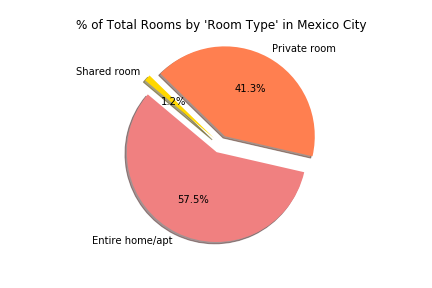 % of Total Rooms by 'Room Type' in Mexico City
Private room
Shared room
41.3%
1.2%
57.5%
Entire home/apt